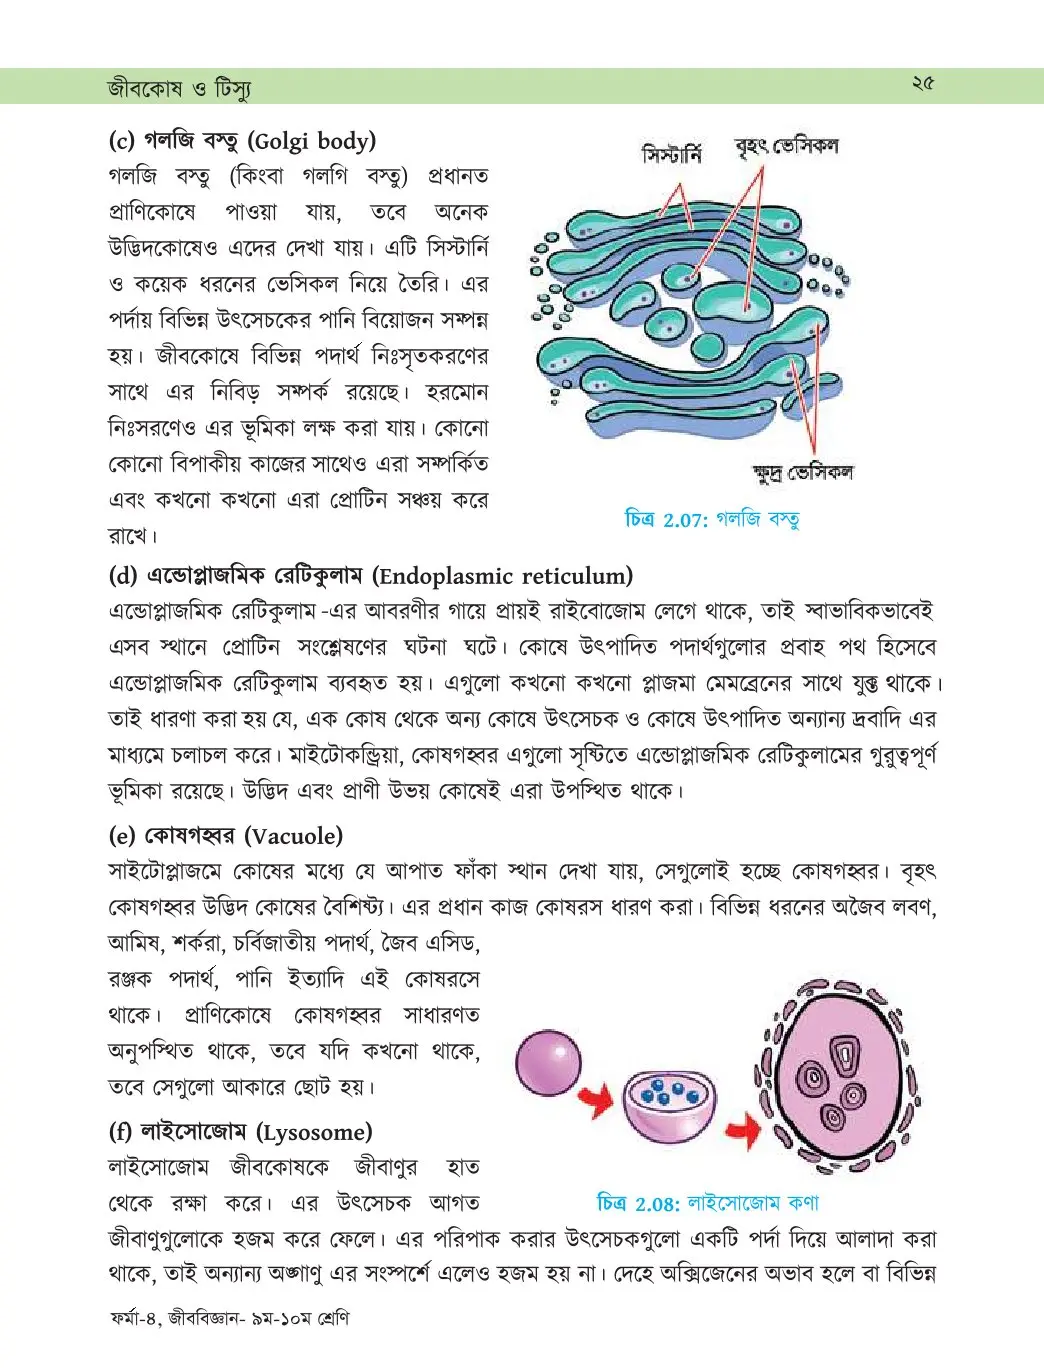 জীবকোষ ও টিস্যু
২৫
(c) গলজি বস্তু (Golgi body)
গলজি বস্তু (কিংবা গলগি বস্তু) প্রধানত
প্রাণিকোষে পাওয়া যায়, তবে অনেক
উদ্ভিদকোষেও এদের দেখা যায়। এটি সিস্টার্নি
ও কয়েক ধরনের ভেসিকল নিয়ে তৈরি। এর
পর্দায় বিভিন্ন উৎসেচকের পানি বিয়োজন সম্পন্ন
হয়। জীবকোষে বিভিন্ন পদার্থ নিঃসৃতকরণের
সাথে এর নিবিড় সম্পর্ক রয়েছে। হরমোন
নিঃসরণেও এর ভূমিকা লক্ষ করা যায়। কোনো
কোনো বিপাকীয় কাজের সাথেও এরা সম্পর্কিত
এবং কখনো কখনো এরা প্রোটিন সঞ্চয় করে
রাখে।
সিস্টার্নি
বৃহৎ ভেসিকল
ক্ষুদ্র ভেসিকল
চিত্র 2.07: গলজি বস্তু
(d) এন্ডোপ্লাজমিক রেটিকুলাম (Endoplasmic reticulum)
এন্ডোপ্লাজমিক রেটিকুলাম -এর আবরণীর গায়ে প্রায়ই রাইবোজোম লেগে থাকে, তাই স্বাভাবিকভাবেই
এসব স্থানে প্রোটিন সংশ্লেষণের ঘটনা ঘটে। কোষে উৎপাদিত পদার্থগুলোর প্রবাহ পথ হিসেবে
এন্ডোপ্লাজমিক রেটিকুলাম ব্যবহৃত হয়। এগুলো কখনো কখনো প্লাজমা মেমব্রেনের সাথে যুক্ত থাকে।
তাই ধারণা করা হয় যে, এক কোষ থেকে অন্য কোষে উৎসেচক ও কোষে উৎপাদিত অন্যান্য দ্রবাদি এর
মাধ্যমে চলাচল করে। মাইটোকন্ড্রিয়া, কোষগহ্বর এগুলো সৃষ্টিতে এন্ডোপ্লাজমিক রেটিকুলামের গুরুত্বপূর্ণ
ভূমিকা রয়েছে। উদ্ভিদ এবং প্রাণী উভয় কোষেই এরা উপস্থিত থাকে।
(e) কোষগহ্বর (Vacuole)
সাইটোপ্লাজমে কোষের মধ্যে যে আপাত ফাঁকা স্থান দেখা যায়, সেগুলোই হচ্ছে কোষগহ্বর। বৃহৎ
কোষগহ্বর উদ্ভিদ কোষের বৈশিষ্ট্য। এর প্রধান কাজ কোষরস ধারণ করা। বিভিন্ন ধরনের অজৈব লবণ,
আমিষ, শর্করা, চর্বিজাতীয় পদার্থ, জৈব এসিড,
রঞ্জক পদার্থ, পানি ইত্যাদি এই কোষরসে
থাকে। প্রাণিকোষে কোষগহ্বর সাধারণত
অনুপস্থিত থাকে, তবে যদি কখনো থাকে,
তবে সেগুলো আকারে ছোট হয়।
(f) লাইসোজোম (Lysosome)
লাইসোজোম জীবকোষকে জীবাণুর হাত
থেকে রক্ষা করে। এর উৎসেচক আগত
চিত্র 2.08: লাইসোজোম কণা
জীবাণুগুলোকে হজম করে ফেলে। এর পরিপাক করার উৎসেচকগুলো একটি পর্দা দিয়ে আলাদা করা
থাকে, তাই অন্যান্য অঙ্গাণু এর সংস্পর্শে এলেও হজম হয় না। দেহে অক্সিজেনের অভাব হলে বা বিভিন্ন
ফর্মা-৪, জীববিজ্ঞান- ৯ম-১০ম শ্রেণি